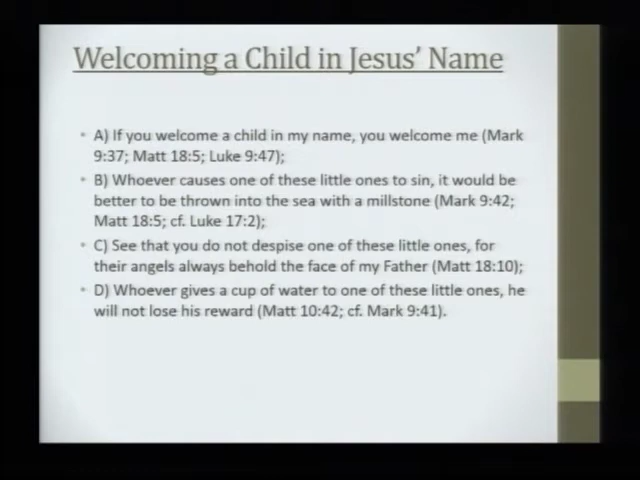 Welcoming a Child in Jesus' Name
• A) If you welcome a child in my name, you welcome me (Mark
9:37; Matt 18:5; Luke 9:47);
• B) Whoever causes one of these little ones to sin, it would be
better to be thrown into the sea with a millstone (Mark 9:42;
Matt 18:5; cf. Luke 17:2);
• C) See that you do not despise one of these little ones, for
their angels always behold the face of my Father (Matt 18:10);
• D) Whoever gives a cup of water to one of these little ones, he
will not lose his reward (Matt 10:42; cf. Mark 9:41).